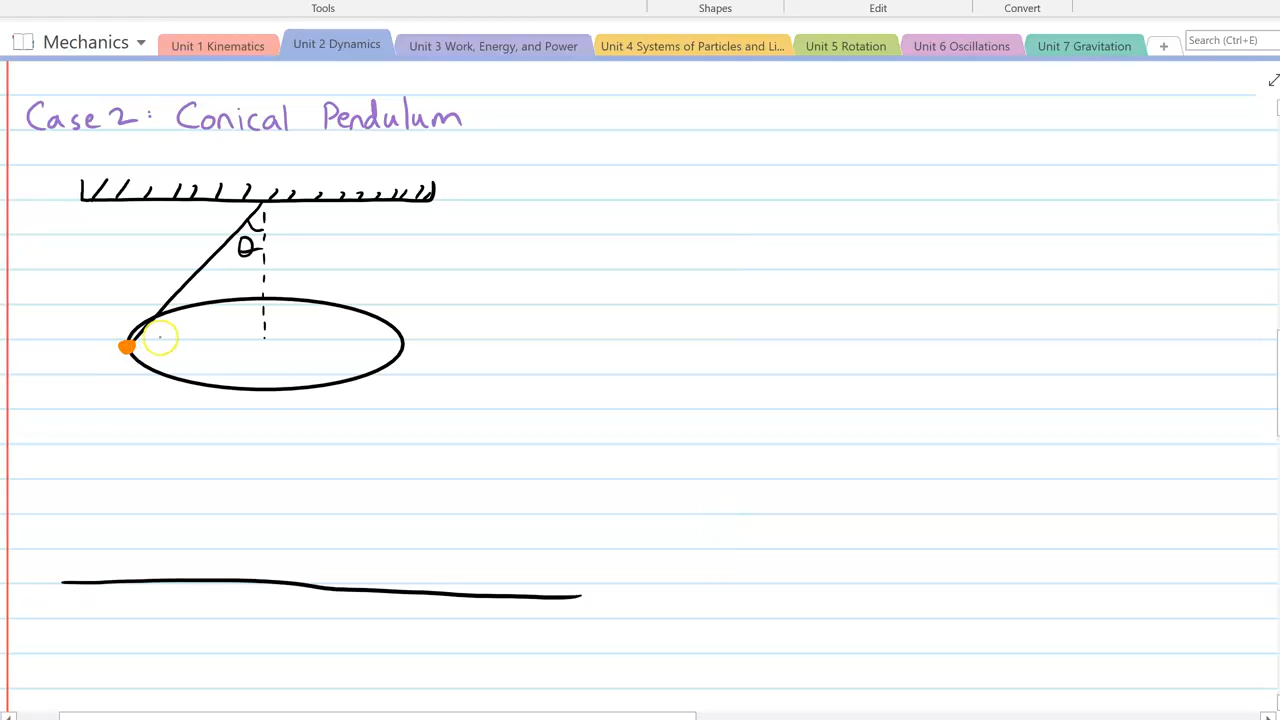 Tools Shapes Edit Convert
Mechanics Unit 1 Kinematics Unit 2 Dynamics Unit 3 Work, Energy, and Power Unit 4 Systems of Particles and Li... Unit 5 Rotation Unit 6 Oscillations Unit 7 Gravitation + Search (Ctrl+E)
Case 2: Conical Pendulum
θ